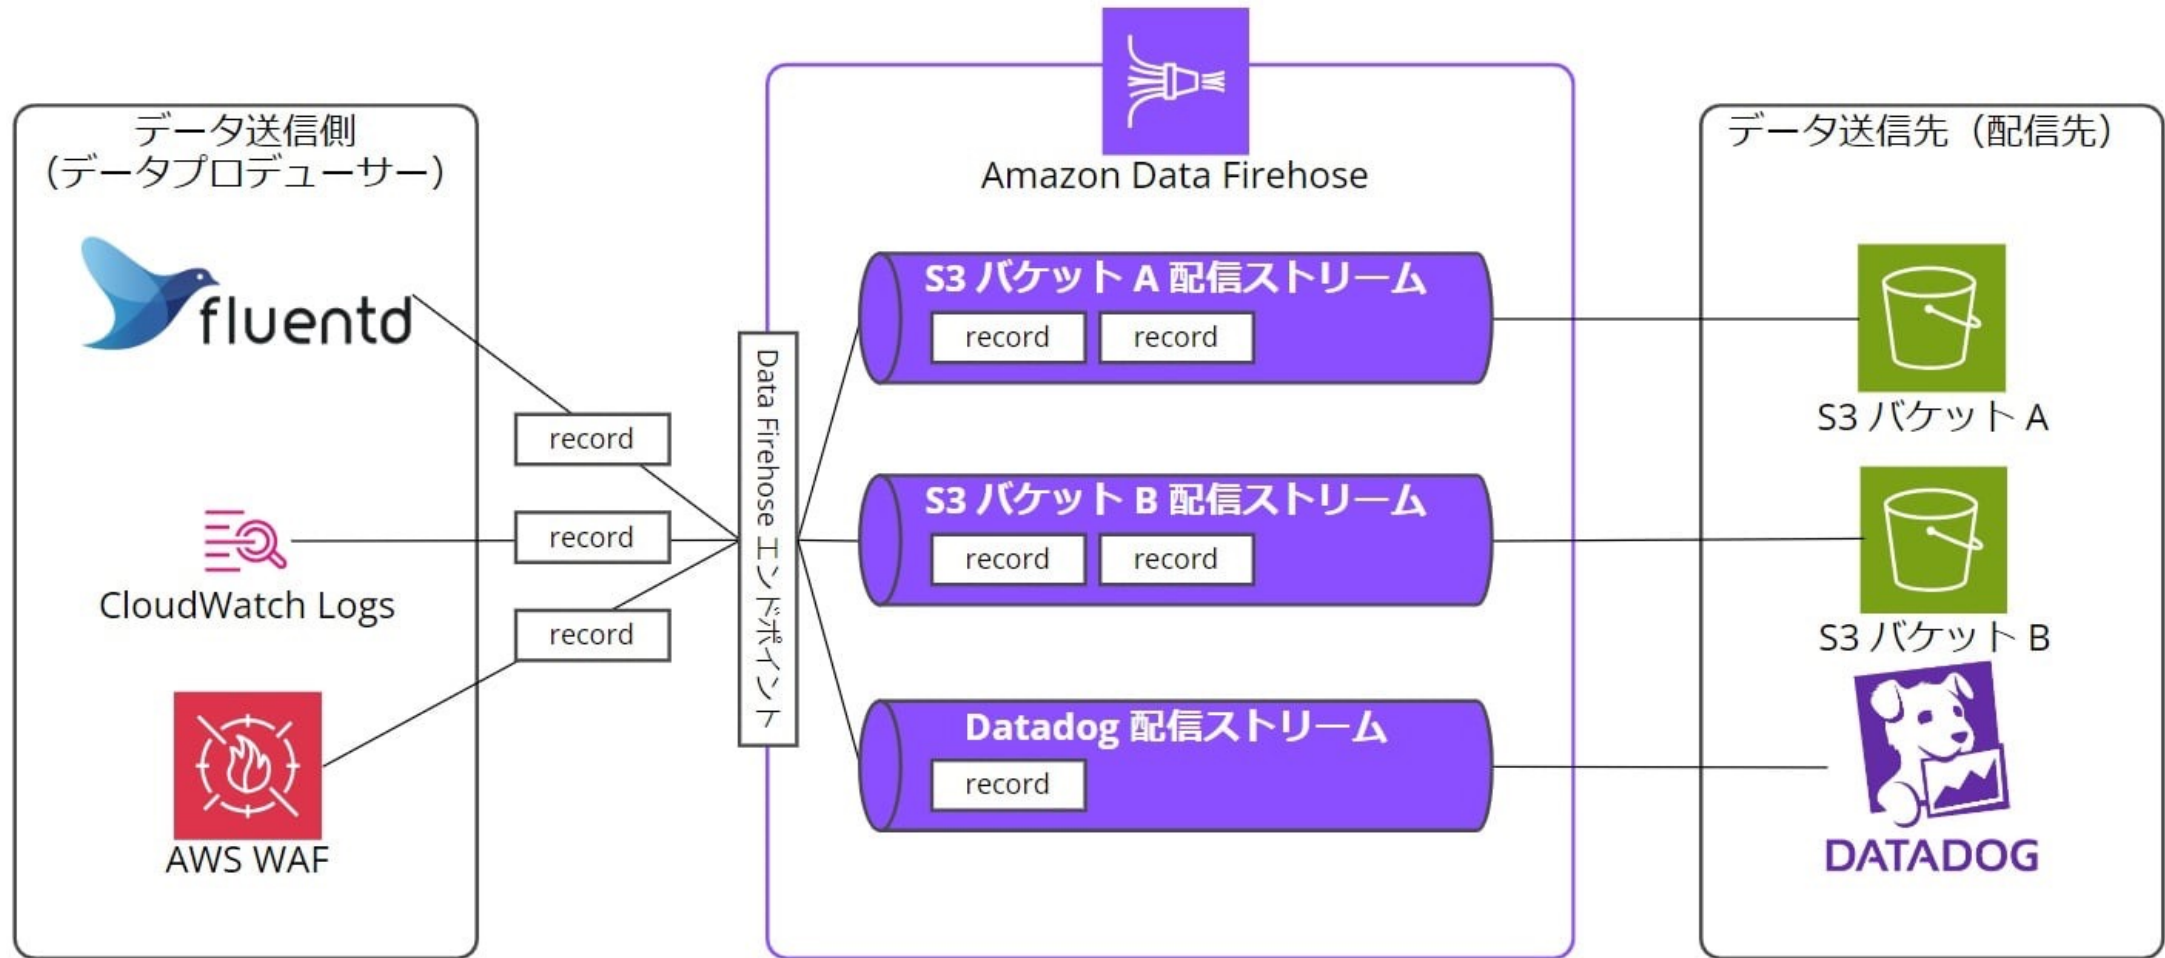 データ送信側
（データプロデューサー）
fluentd
CloudWatch Logs
AWS WAF
record
record
record
Data Firehose エンドポイント
Amazon Data Firehose
S3 バケット A 配信ストリーム
record record
S3 バケット B 配信ストリーム
record record
Datadog 配信ストリーム
record
データ送信先（配信先）
S3 バケット A
S3 バケット B
DATADOG